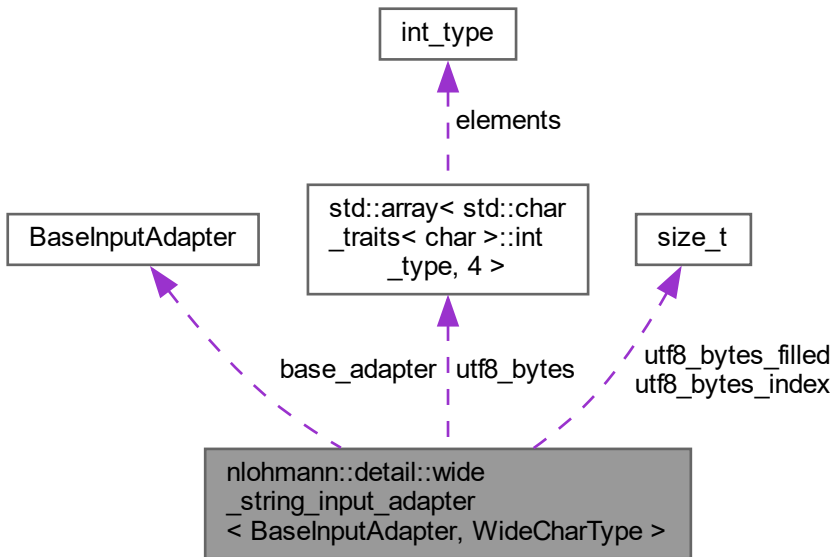 int_type
elements
std::array< std::char
_traits< char >::int
_type, 4 >
BaseInputAdapter
size_t
base_adapter
utf8_bytes
utf8_bytes_filled
utf8_bytes_index
nlohmann::detail::wide
_string_input_adapter
< BaseInputAdapter, WideCharType >